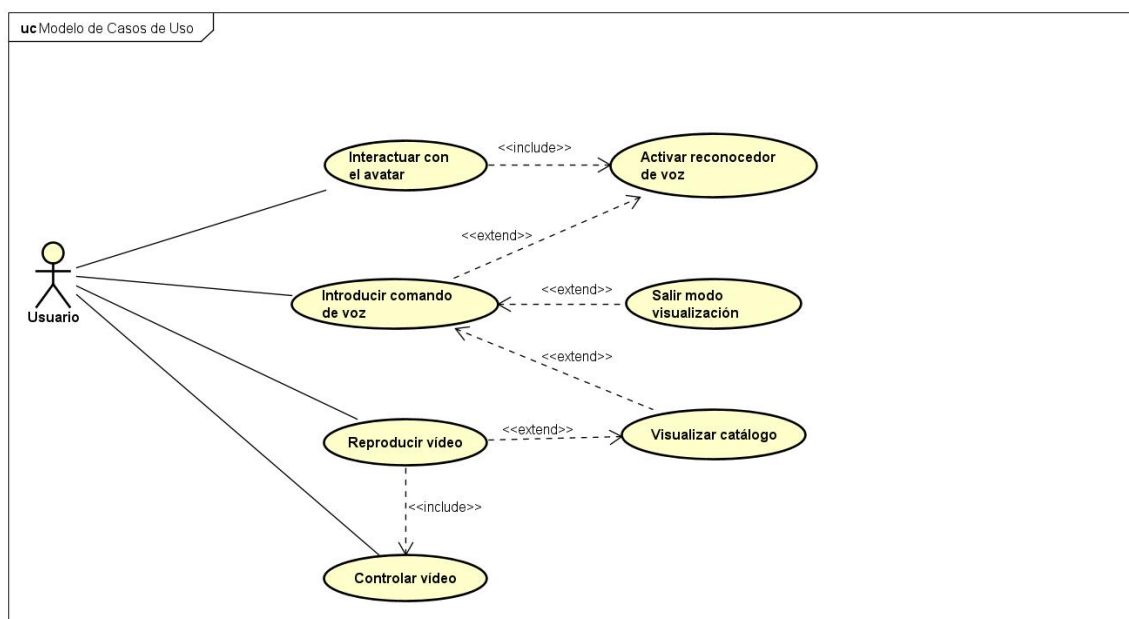 uc Modelo de Casos de Uso
Interactuar con
el avatar
<<include>>
Activar reconocedor
de voz
<<extend>>
Usuario
Introducir comando
de voz
<<extend>>
Salir modo
visualización
<<extend>>
Reproducir vídeo
<<extend>>
Visualizar catálogo
<<include>>
Controlar vídeo